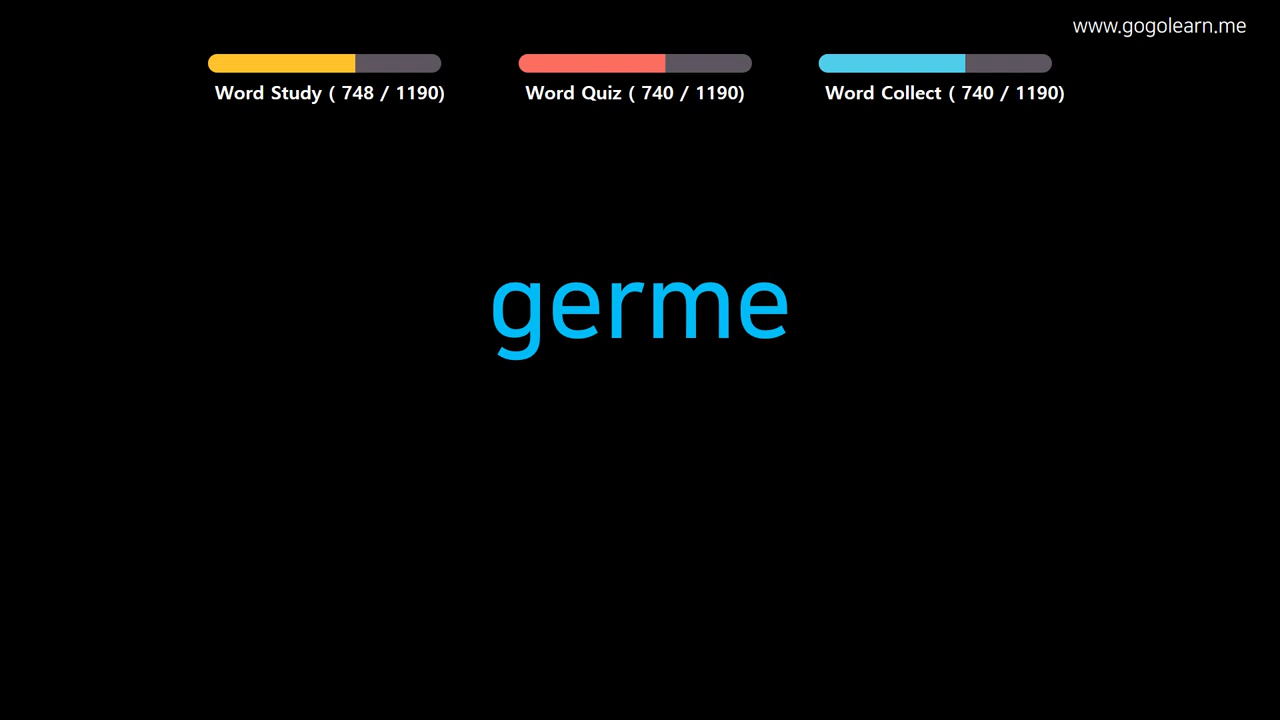 www.gogolearn.me
Word Study ( 748 / 1190)
Word Quiz ( 740 / 1190)
Word Collect ( 740 / 1190)
germe